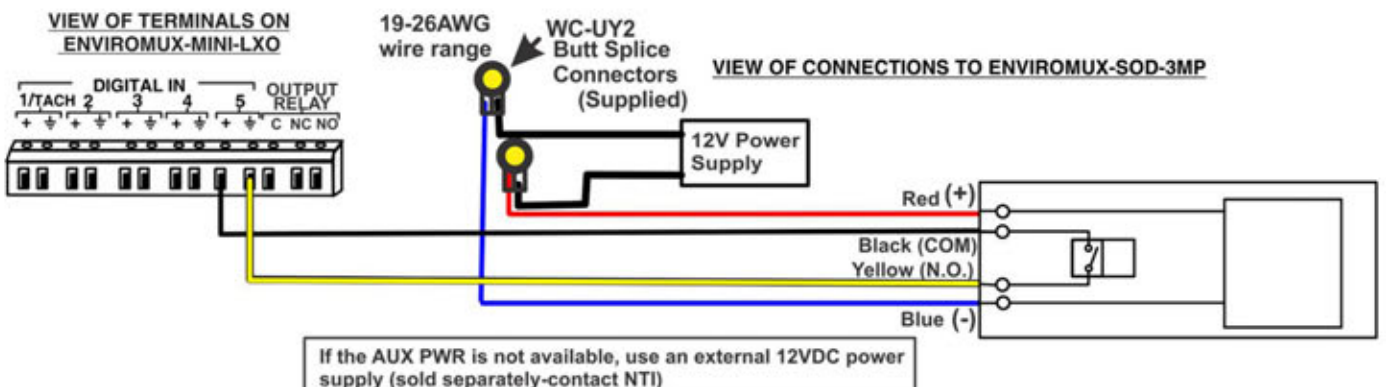 VIEW OF TERMINALS ON
ENVIROMUX-MINI-LXO
DIGITAL IN
OUTPUT
RELAY
1/TACH 2 3 4 5
+ + + + + C NC NO
19-26AWG
wire range
WC-UY2
Butt Splice
Connectors
(Supplied)
VIEW OF CONNECTIONS TO ENVIROMUX-SOD-3MP
12V Power
Supply
Red (+)
Black (COM)
Yellow (N.O.)
Blue (-)
If the AUX PWR is not available, use an external 12VDC power
supply (sold separately-contact NTI)